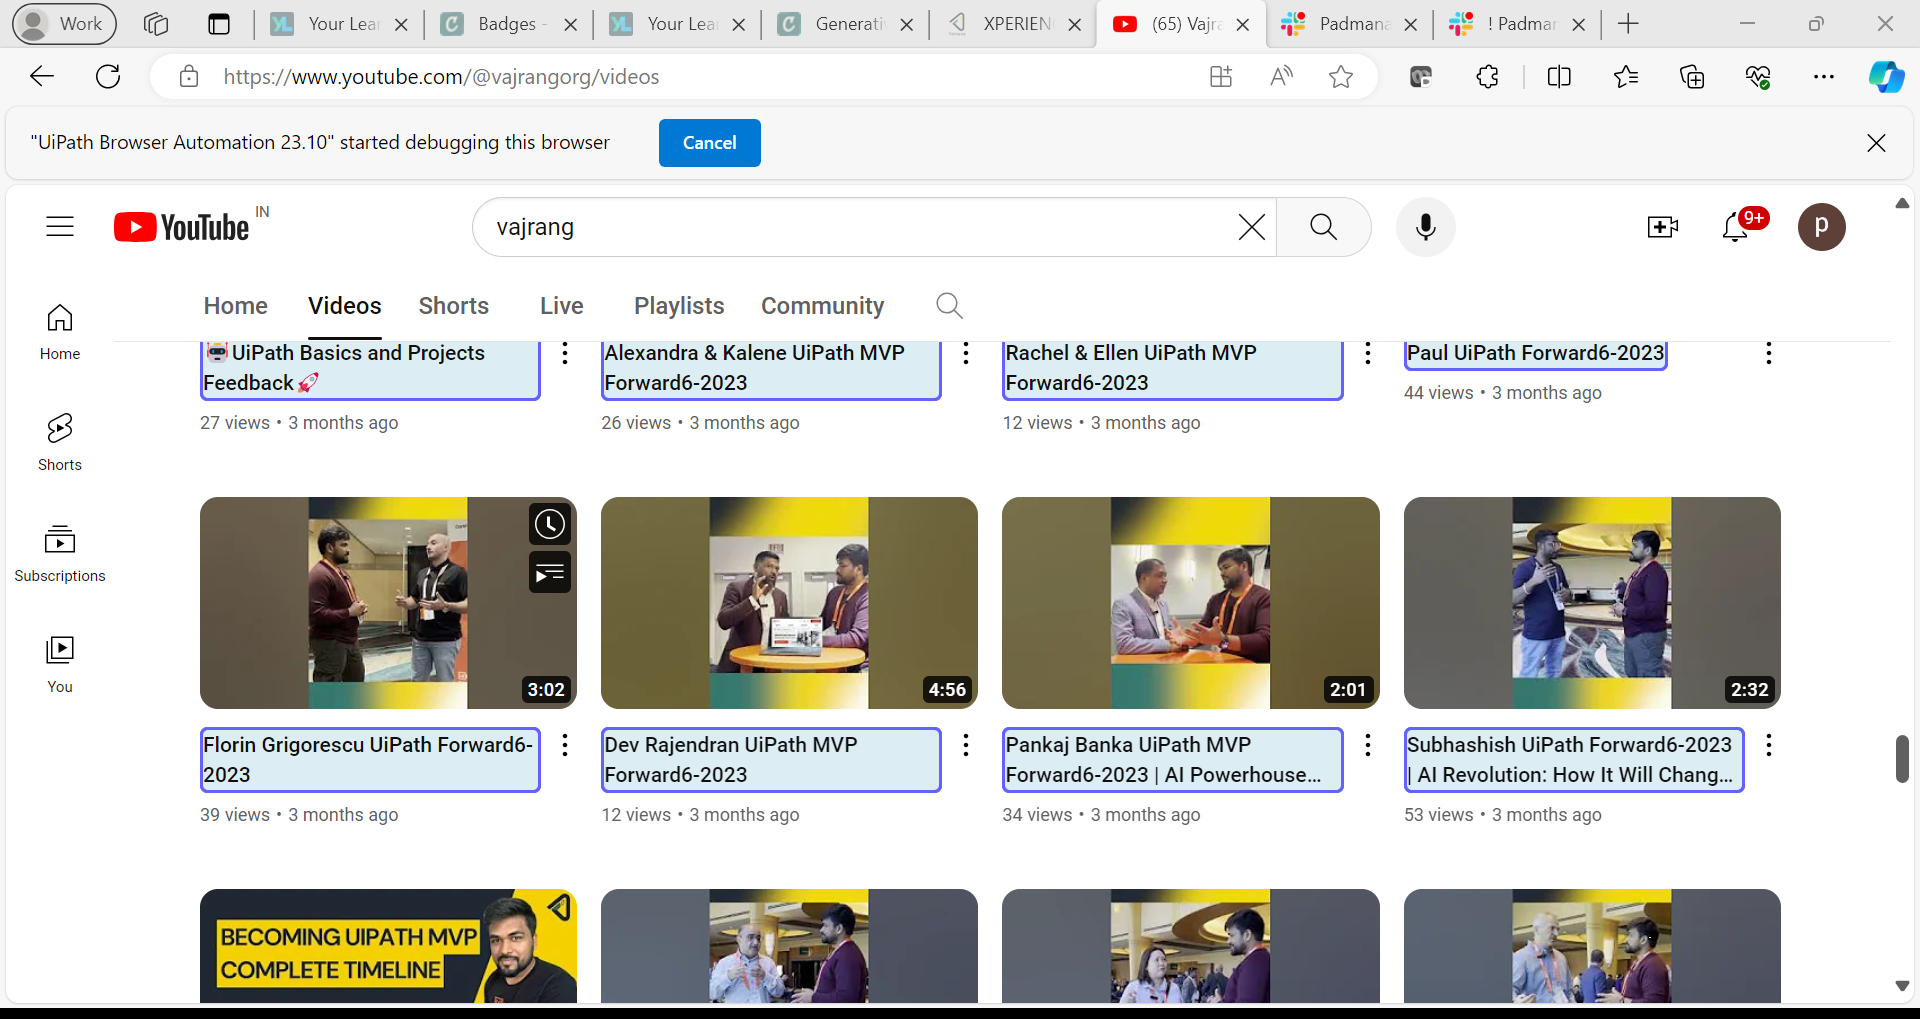 Work
Your Lea
Badges -
Your Lea
Generati
XPERIEN
(65) Vajra
Padmana
! Padmar
https://www.youtube.com/@vajrangorg/videos
"UiPath Browser Automation 23.10" started debugging this browser
Cancel
YouTube IN
vajrang
9+
p
Home
Videos
Shorts
Live
Playlists
Community
Home
Shorts
Subscriptions
You
UiPath Basics and Projects
Feedback
27 views • 3 months ago
Alexandra & Kalene UiPath MVP
Forward6-2023
26 views • 3 months ago
Rachel & Ellen UiPath MVP
Forward6-2023
12 views • 3 months ago
Paul UiPath Forward6-2023
44 views • 3 months ago
3:02
Florin Grigorescu UiPath Forward6-
2023
39 views • 3 months ago
4:56
Dev Rajendran UiPath MVP
Forward6-2023
12 views • 3 months ago
2:01
Pankaj Banka UiPath MVP
Forward6-2023 | AI Powerhouse...
34 views • 3 months ago
2:32
Subhashish UiPath Forward6-2023
| AI Revolution: How It Will Chang...
53 views • 3 months ago
BECOMING UIPATH MVP
COMPLETE TIMELINE